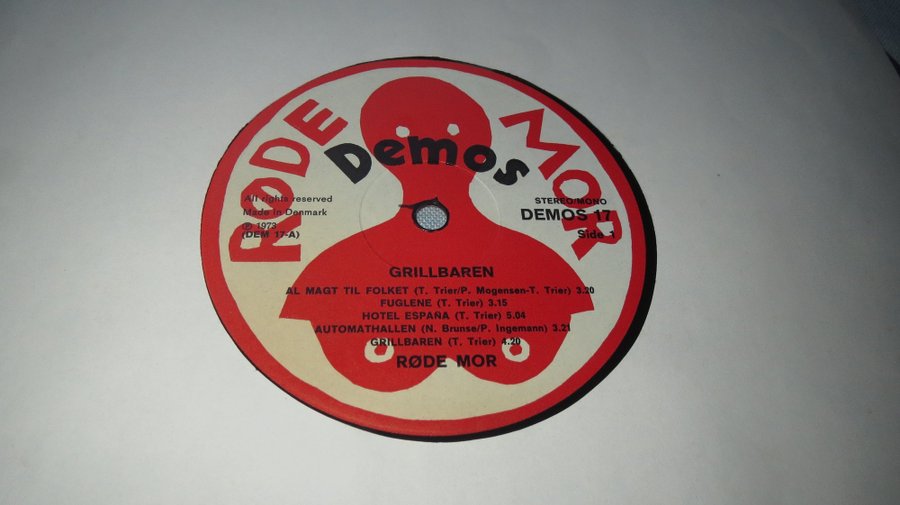 RØDE MOR
Demos
All rights reserved
Made in Denmark
Ⓟ 1973
(DEM 17-A)
STEREO/MONO
DEMOS 17
Side 1
GRILLBAREN
AL MAGT TIL FOLKET (T. Trier/P. Mogensen-T. Trier) 3.20
FUGLENE (T. Trier) 3.15
HOTEL ESPAÑA (T. Trier) 5.04
AUTOMATHALLEN (N. Brunse/P. Ingemann) 3.21
GRILLBAREN (T. Trier) 4.20
RØDE MOR